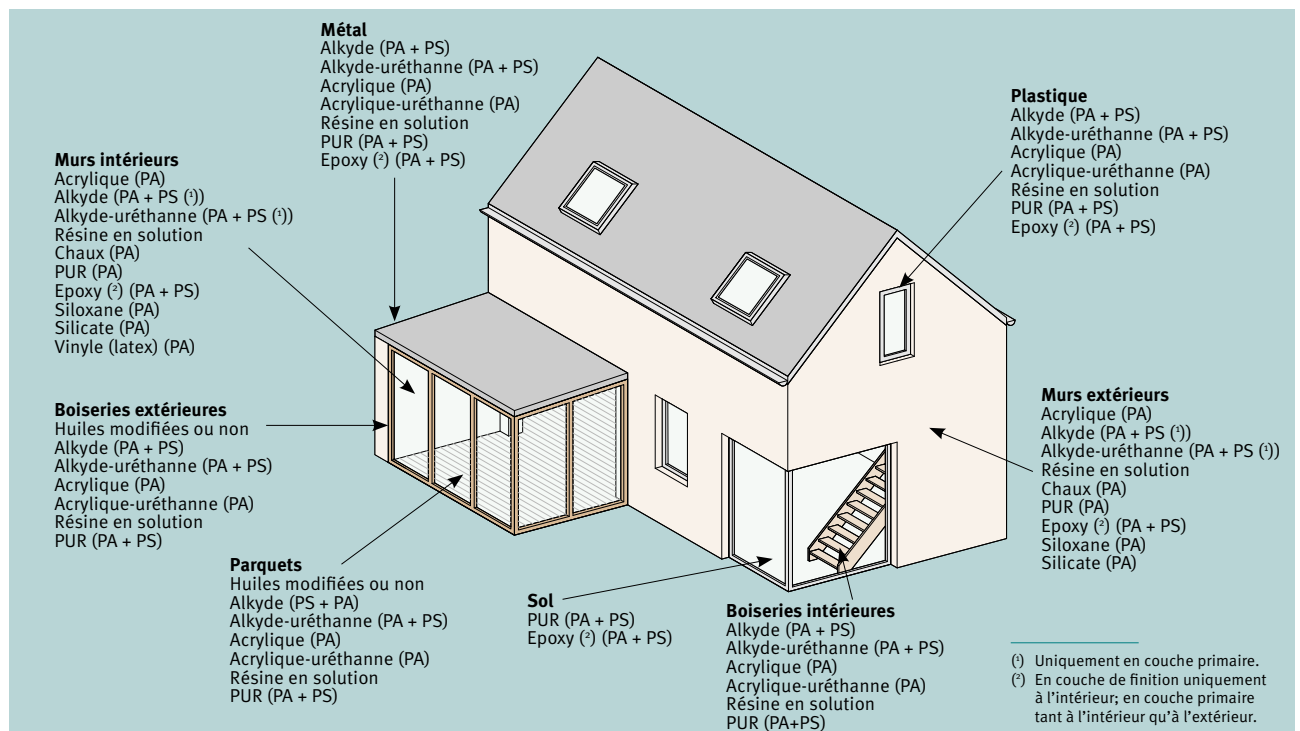 Métal
Alkyde (PA + PS)
Alkyde-uréthanne (PA + PS)
Acrylique (PA)
Acrylique-uréthanne (PA)
Résine en solution
PUR (PA + PS)
Epoxy (²) (PA + PS)
Plastique
Alkyde (PA + PS)
Alkyde-uréthanne (PA + PS)
Acrylique (PA)
Acrylique-uréthanne (PA)
Résine en solution
PUR (PA + PS)
Epoxy (²) (PA + PS)
Murs intérieurs
Acrylique (PA)
Alkyde (PA + PS (¹))
Alkyde-uréthanne (PA + PS (¹))
Résine en solution
Chaux (PA)
PUR (PA)
Epoxy (²) (PA + PS)
Siloxane (PA)
Silicate (PA)
Vinyle (latex) (PA)
Boiseries extérieures
Huiles modifiées ou non
Alkyde (PA + PS)
Alkyde-uréthanne (PA + PS)
Acrylique (PA)
Acrylique-uréthanne (PA)
Résine en solution
PUR (PA + PS)
Murs extérieurs
Acrylique (PA)
Alkyde (PA + PS (¹))
Alkyde-uréthanne (PA + PS (¹))
Résine en solution
Chaux (PA)
PUR (PA)
Epoxy (²) (PA + PS)
Siloxane (PA)
Silicate (PA)
Parquets
Huiles modifiées ou non
Alkyde (PS + PA)
Alkyde-uréthanne (PA + PS)
Acrylique (PA)
Acrylique-uréthanne (PA)
Résine en solution
PUR (PA + PS)
Sol
PUR (PA + PS)
Epoxy (²) (PA + PS)
Boiseries intérieures
Alkyde (PA + PS)
Alkyde-uréthanne (PA + PS)
Acrylique (PA)
Acrylique-uréthanne (PA)
Résine en solution
PUR (PA+PS)
(¹) Uniquement en couche primaire.
(²) En couche de finition uniquement
à l'intérieur; en couche primaire
tant à l'intérieur qu'à l'extérieur.